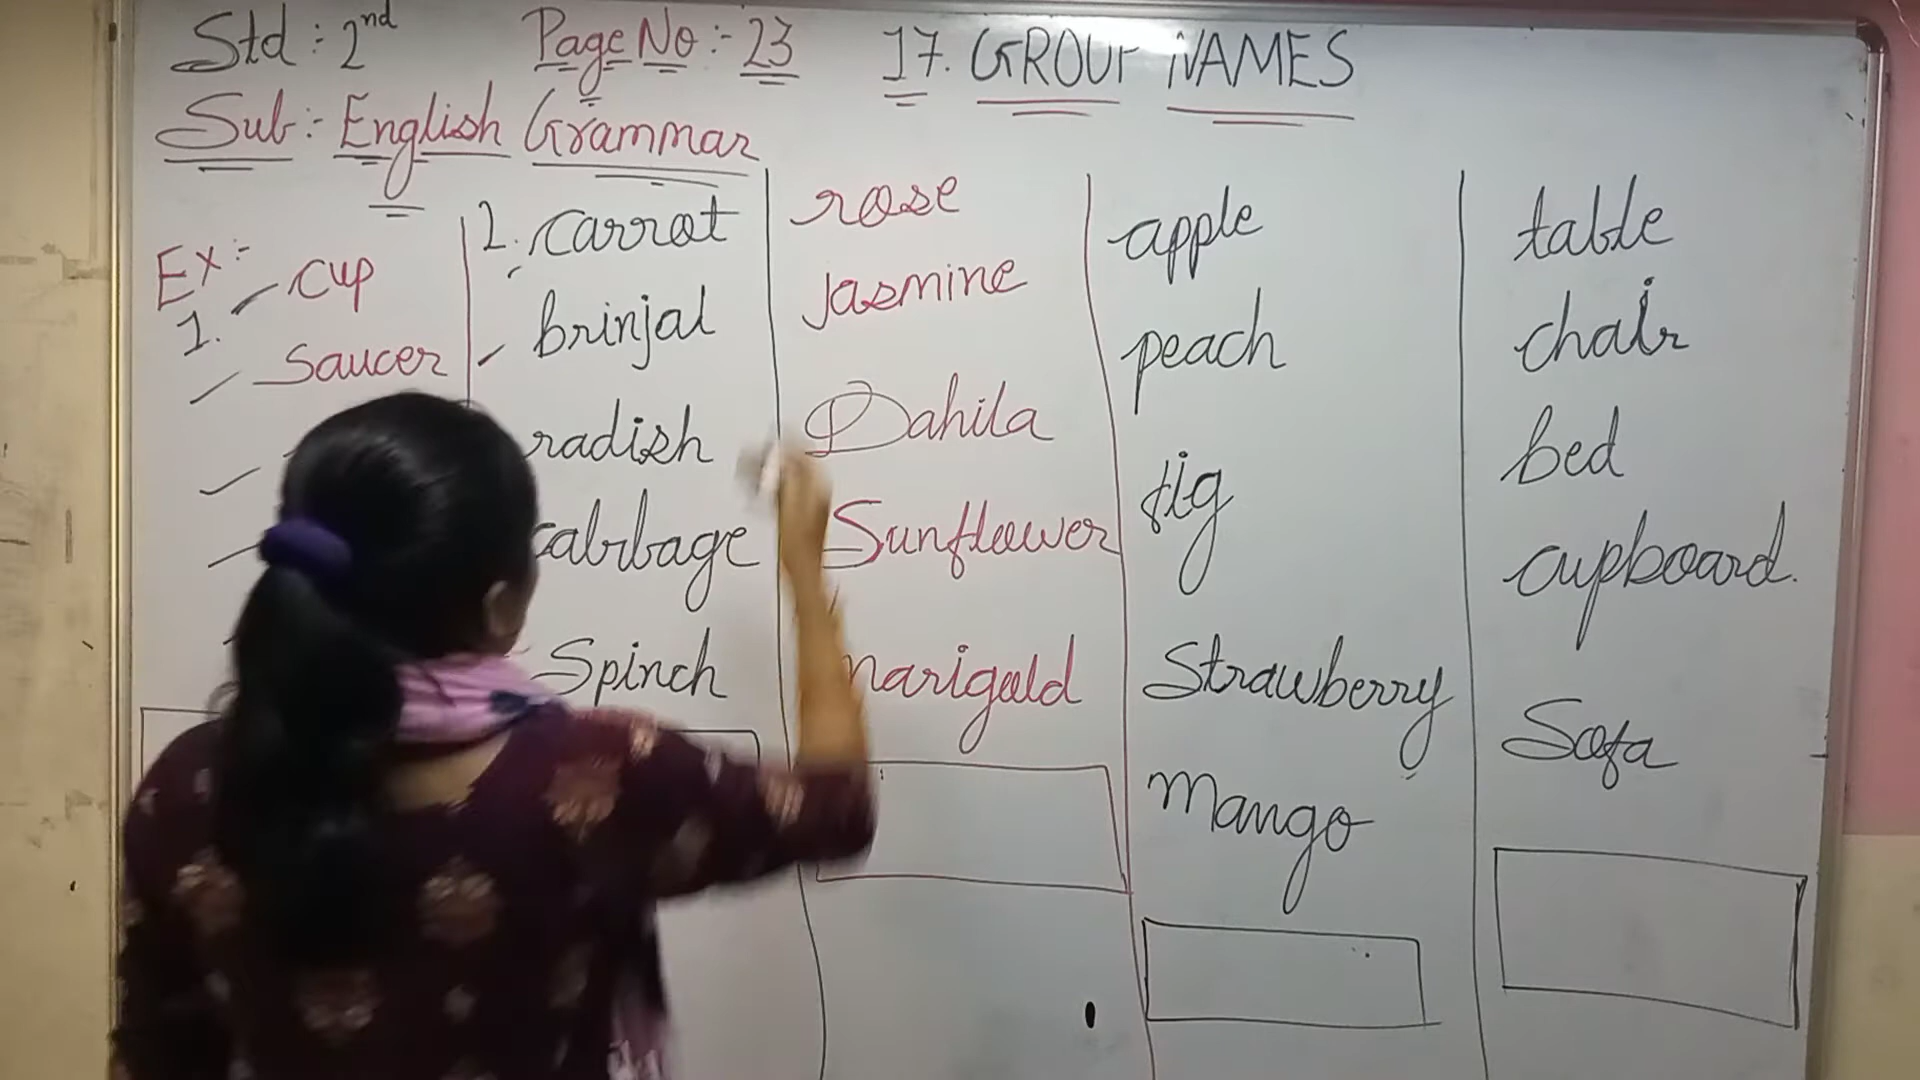 Std : 2nd
Page No :- 23
17. GROUP NAMES
Sub :- English Grammar
Ex :-
1. cup
saucer
2. carrot
brinjal
radish
cabbage
Spinch
rose
Jasmine
Dahila
Sunflower
marigold
apple
peach
fig
Strawberry
Mango
table
chair
bed
cupboard.
Sofa